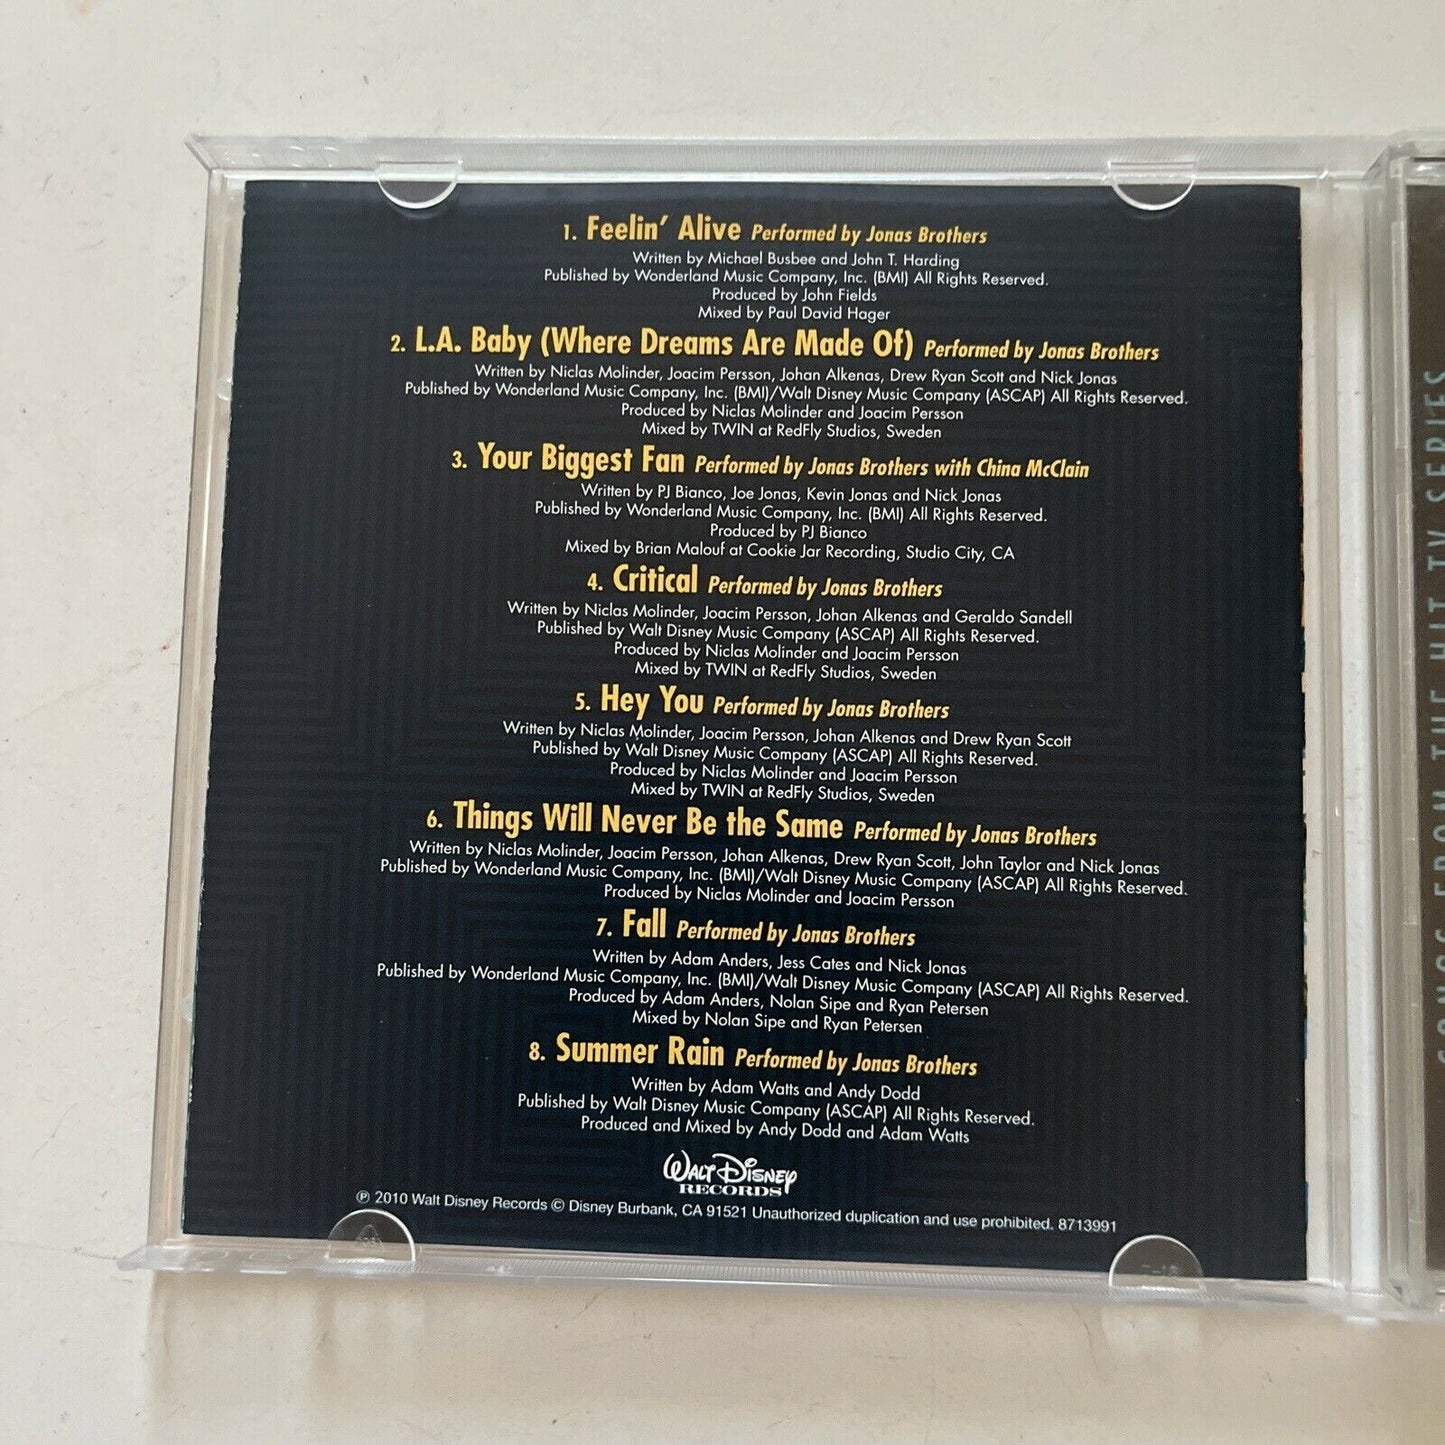 1. Feelin' Alive Performed by Jonas Brothers
Written by Michael Busbee and John T. Harding
Published by Wonderland Music Company, Inc. (BMI) All Rights Reserved.
Produced by John Fields
Mixed by Paul David Hager
2. L.A. Baby (Where Dreams Are Made Of) Performed by Jonas Brothers
Written by Niclas Molinder, Joacim Persson, Johan Alkenas, Drew Ryan Scott and Nick Jonas
Published by Wonderland Music Company, Inc. (BMI)/Walt Disney Music Company (ASCAP) All Rights Reserved.
Produced by Niclas Molinder and Joacim Persson
Mixed by TWIN at RedFly Studios, Sweden
3. Your Biggest Fan Performed by Jonas Brothers with China McClain
Written by PJ Bianco, Joe Jonas, Kevin Jonas and Nick Jonas
Published by Wonderland Music Company, Inc. (BMI) All Rights Reserved.
Produced by PJ Bianco
Mixed by Brian Malouf at Cookie Jar Recording, Studio City, CA
4. Critical Performed by Jonas Brothers
Written by Niclas Molinder, Joacim Persson, Johan Alkenas and Geraldo Sandell
Published by Walt Disney Music Company (ASCAP) All Rights Reserved.
Produced by Niclas Molinder and Joacim Persson
Mixed by TWIN at RedFly Studios, Sweden
5. Hey You Performed by Jonas Brothers
Written by Niclas Molinder, Joacim Persson, Johan Alkenas and Drew Ryan Scott
Published by Walt Disney Music Company (ASCAP) All Rights Reserved.
Produced by Niclas Molinder and Joacim Persson
Mixed by TWIN at RedFly Studios, Sweden
6. Things Will Never Be the Same Performed by Jonas Brothers
Written by Niclas Molinder, Joacim Persson, Johan Alkenas, Drew Ryan Scott, John Taylor and Nick Jonas
Published by Wonderland Music Company, Inc. (BMI)/Walt Disney Music Company (ASCAP) All Rights Reserved.
Produced by Niclas Molinder and Joacim Persson
7. Fall Performed by Jonas Brothers
Written by Adam Anders, Jess Cates and Nick Jonas
Published by Wonderland Music Company, Inc. (BMI)/Walt Disney Music Company (ASCAP) All Rights Reserved.
Produced by Adam Anders, Nolan Sipe and Ryan Petersen
Mixed by Nolan Sipe and Ryan Petersen
8. Summer Rain Performed by Jonas Brothers
Written by Adam Watts and Andy Dodd
Published by Walt Disney Music Company (ASCAP) All Rights Reserved.
Produced and Mixed by Andy Dodd and Adam Watts
WALT DISNEY
RECORDS
℗ 2010 Walt Disney Records © Disney Burbank, CA 91521 Unauthorized duplication and use prohibited. 8713991
SONGS FROM THE HIT TV SERIES